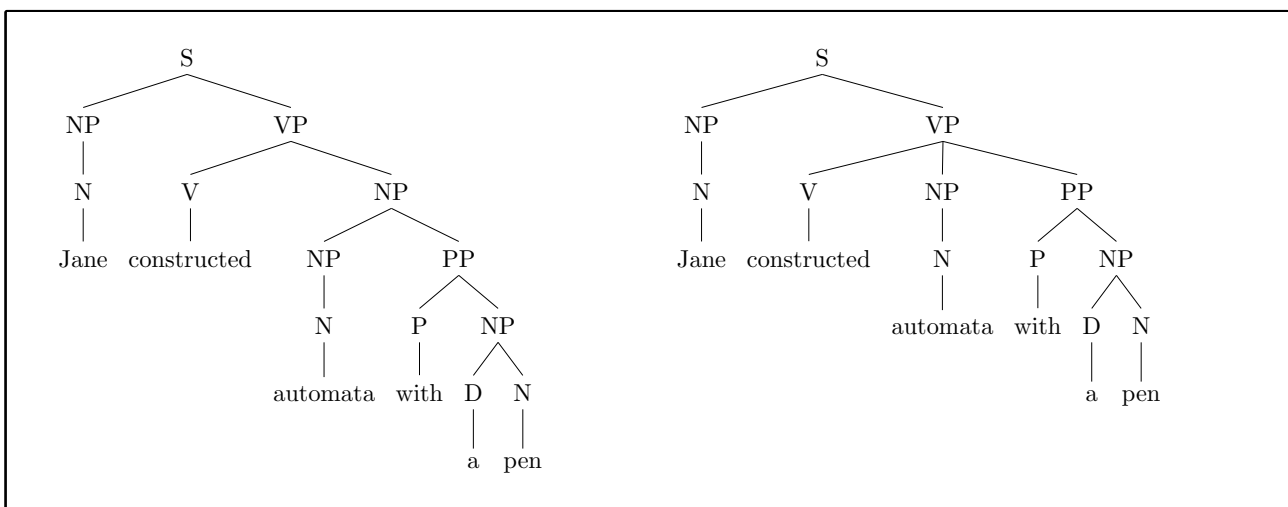 S S
NP VP NP VP
N V NP N V NP PP
Jane constructed NP PP Jane constructed N P NP
N P NP automata with D N
automata with D N a pen
a pen